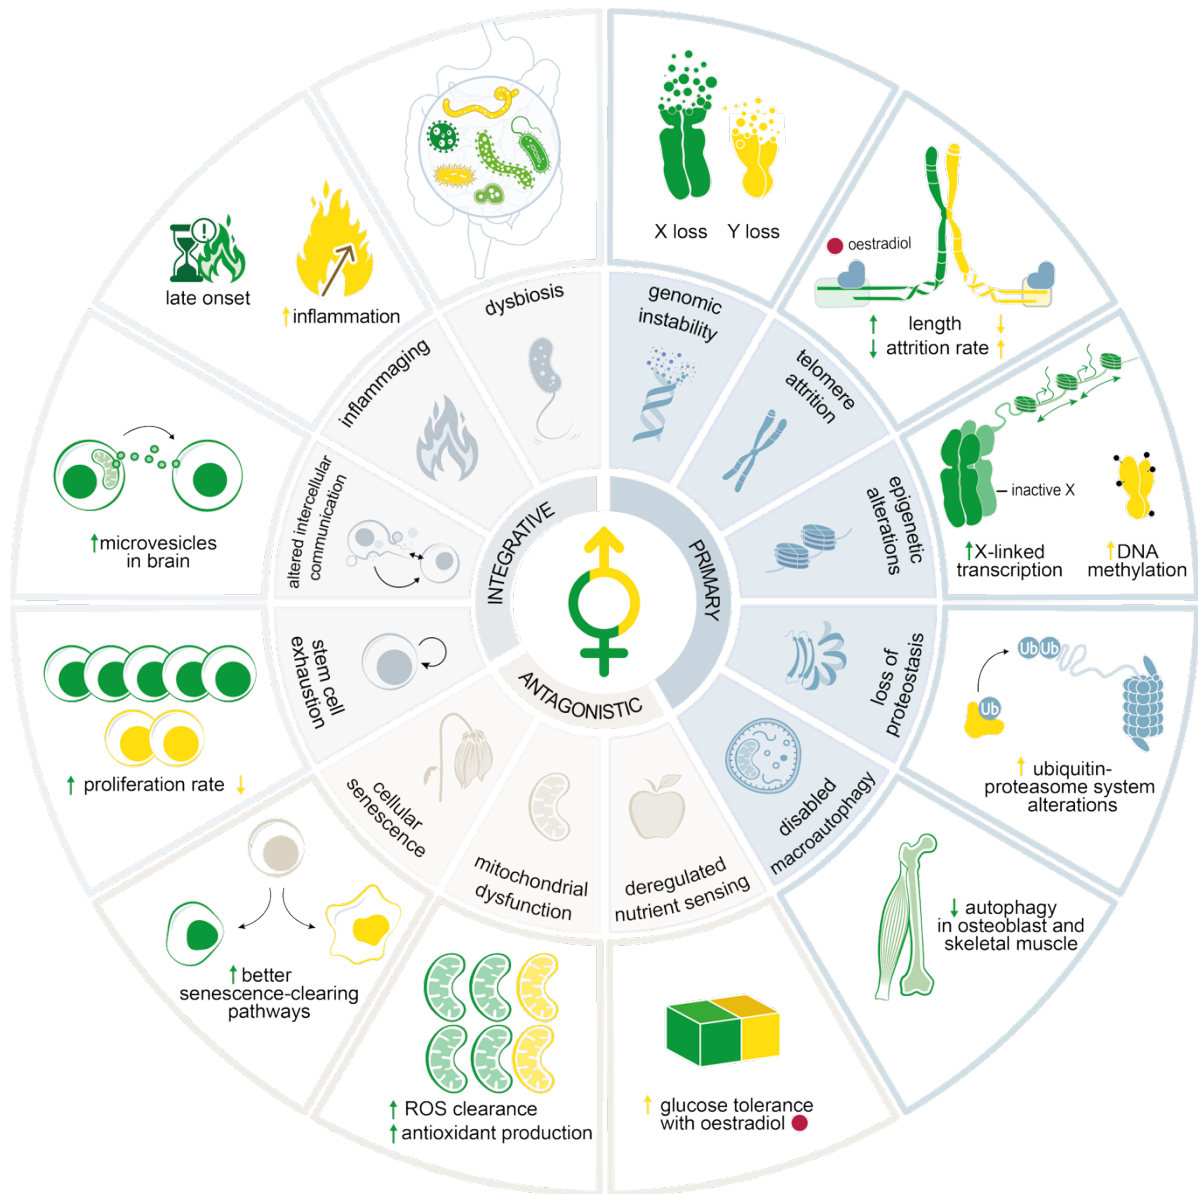 X loss
Y loss
oestradiol
length
attrition rate
inactive X
↑X-linked
transcription
↑DNA
methylation
Ub
Ub
Ub
↑ ubiquitin-
proteasome system
alterations
↓ autophagy
in osteoblast and
skeletal muscle
↑ glucose tolerance
with oestradiol
↑ ROS clearance
↑ antioxidant production
↑ better
senescence-clearing
pathways
↑ proliferation rate ↓
↑microvesicles
in brain
late onset
↑inflammation
dysbiosis
genomic
instability
telomere
attrition
epigenetic
alterations
loss of
proteostasis
disabled
macroautophagy
deregulated
nutrient sensing
mitochondrial
dysfunction
cellular
senescence
stem cell
exhaustion
altered intercellular
communication
inflammaging
INTEGRATIVE
PRIMARY
ANTAGONISTIC